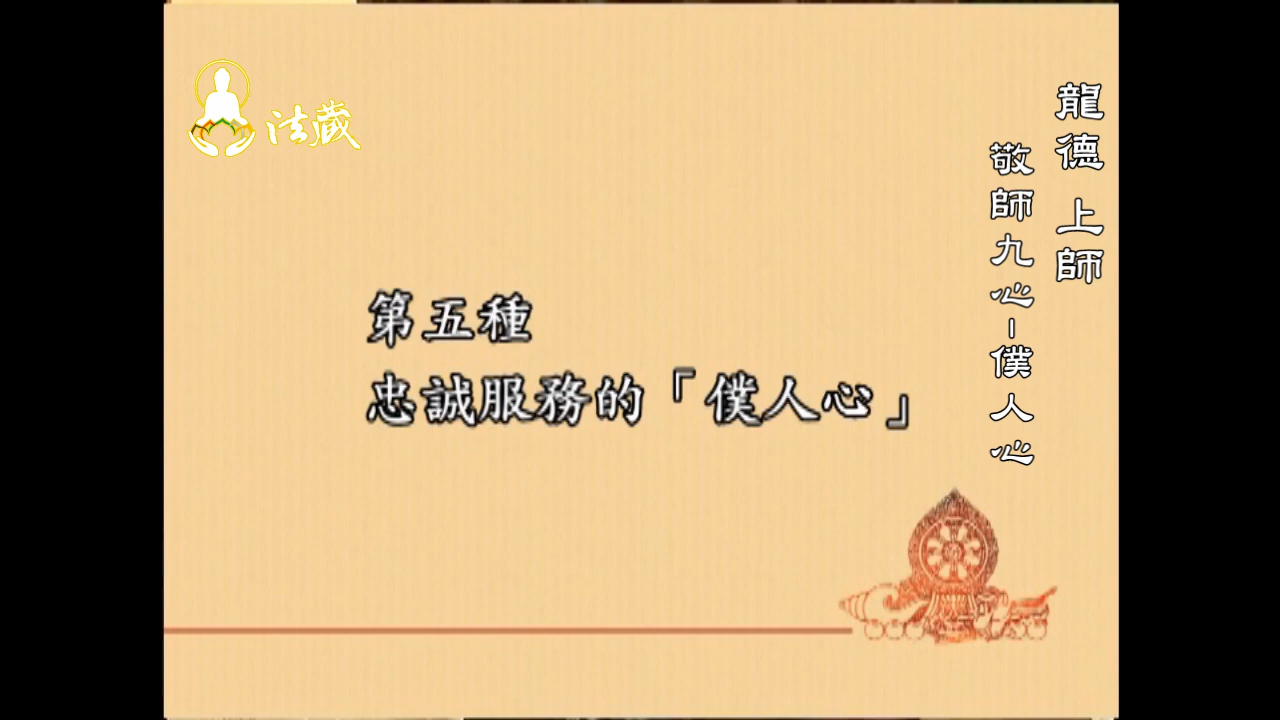 法藏
龍德 上師
敬師九心-僕人心
第五種
忠誠服務的「僕人心」